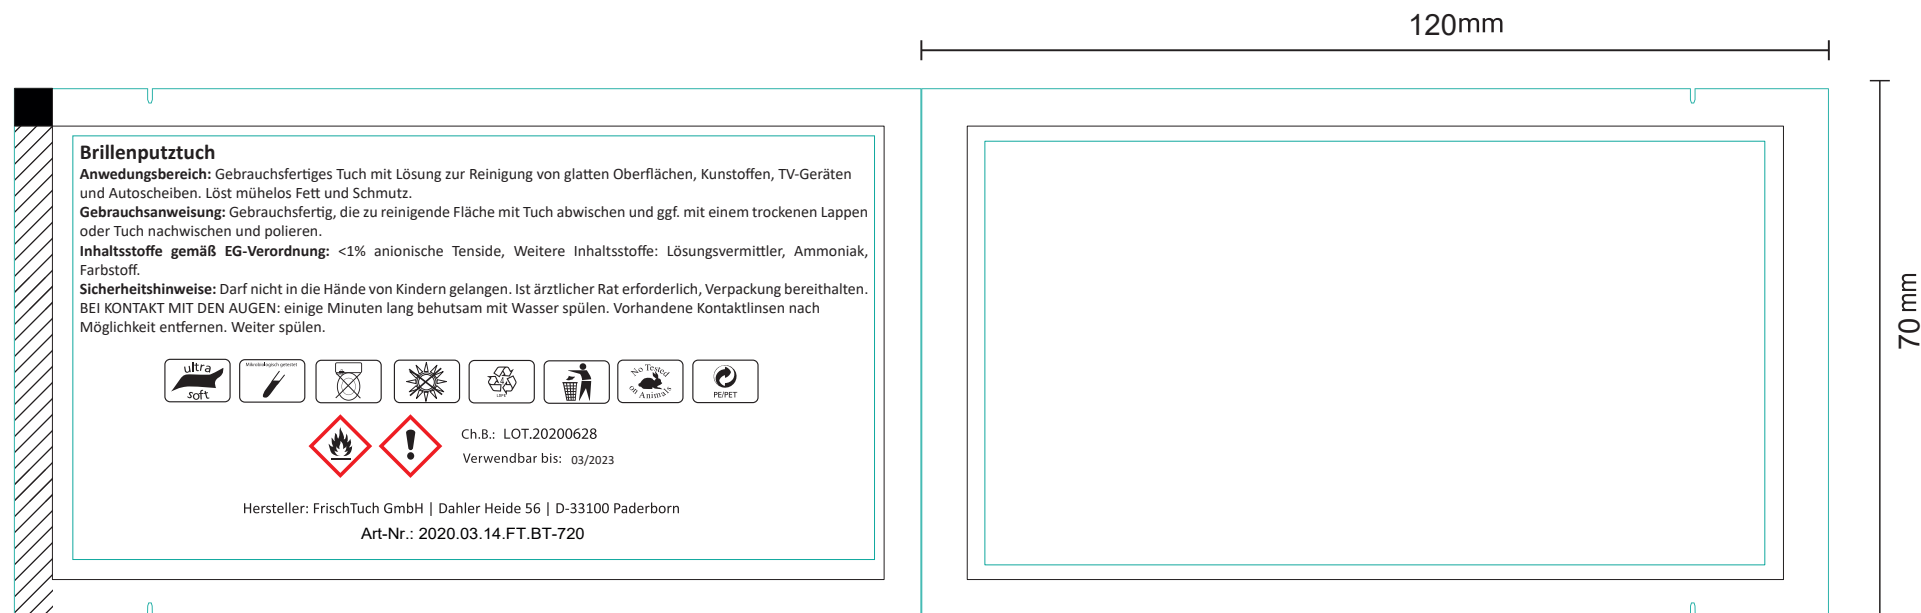 120mm
Brillenputztuch
Anwedungsbereich: Gebrauchsfertiges Tuch mit Lösung zur Reinigung von glatten Oberflächen, Kunstoffen, TV-Geräten
und Autoscheiben. Löst mühelos Fett und Schmutz.
Gebrauchsanweisung: Gebrauchsfertig, die zu reinigende Fläche mit Tuch abwischen und ggf. mit einem trockenen Lappen
oder Tuch nachwischen und polieren.
Inhaltsstoffe gemäß EG-Verordnung: <1% anionische Tenside, Weitere Inhaltsstoffe: Lösungsvermittler, Ammoniak,
Farbstoff.
Sicherheitshinweise: Darf nicht in die Hände von Kindern gelangen. Ist ärztlicher Rat erforderlich, Verpackung bereithalten.
BEI KONTAKT MIT DEN AUGEN: einige Minuten lang behutsam mit Wasser spülen. Vorhandene Kontaktlinsen nach
Möglichkeit entfernen. Weiter spülen.
70mm
ultra
soft
Mikrobiologisch getestet
4
LDPE
No Tested
on Animals
PE/PET
Ch.B.: LOT.20200628
Verwendbar bis: 03/2023
Hersteller: FrischTuch GmbH | Dahler Heide 56 | D-33100 Paderborn
Art-Nr.: 2020.03.14.FT.BT-720